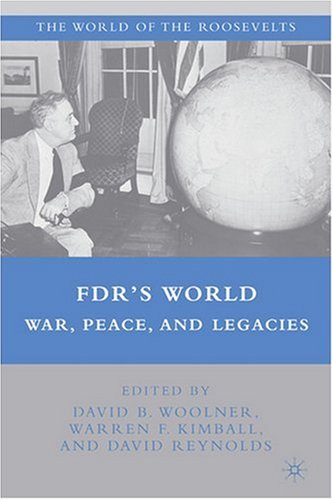 THE WORLD OF THE ROOSEVELTS
FDR'S WORLD
WAR, PEACE, AND LEGACIES
EDITED BY
DAVID B. WOOLNER,
WARREN F. KIMBALL,
AND DAVID REYNOLDS